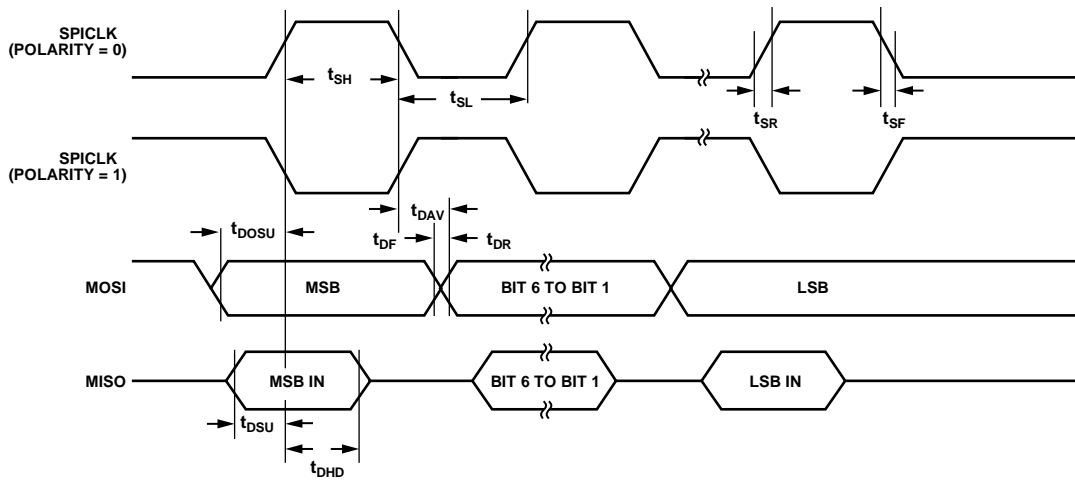 SPICLK
(POLARITY = 0)
tSH
tSL
tSR
tSF
SPICLK
(POLARITY = 1)
tDAV
tDOSU
tDF
tDR
MOSI
MSB
BIT 6 TO BIT 1
LSB
MISO
MSB IN
BIT 6 TO BIT 1
LSB IN
tDSU
tDHD